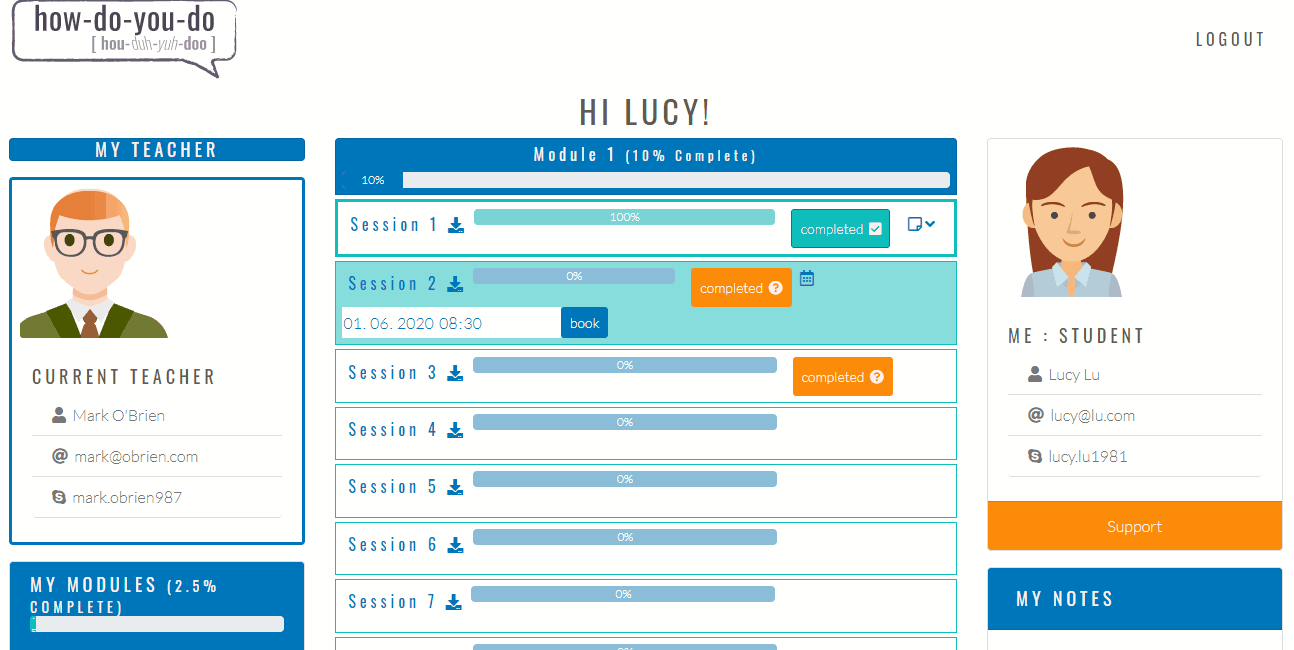 how-do-you-do
[ hou-duh-yuh-doo ]
LOGOUT
HI LUCY!
MY TEACHER
CURRENT TEACHER
Mark O'Brien
mark@obrien.com
mark.obrien987
MY MODULES (2.5%
COMPLETE)
Module 1 (10% Complete)
10%
Session 1 100% completed
Session 2 0% completed
01. 06. 2020 08:30 book
Session 3 0% completed
Session 4 0%
Session 5 0%
Session 6 0%
Session 7 0%
ME : STUDENT
Lucy Lu
lucy@lu.com
lucy.lu1981
Support
MY NOTES